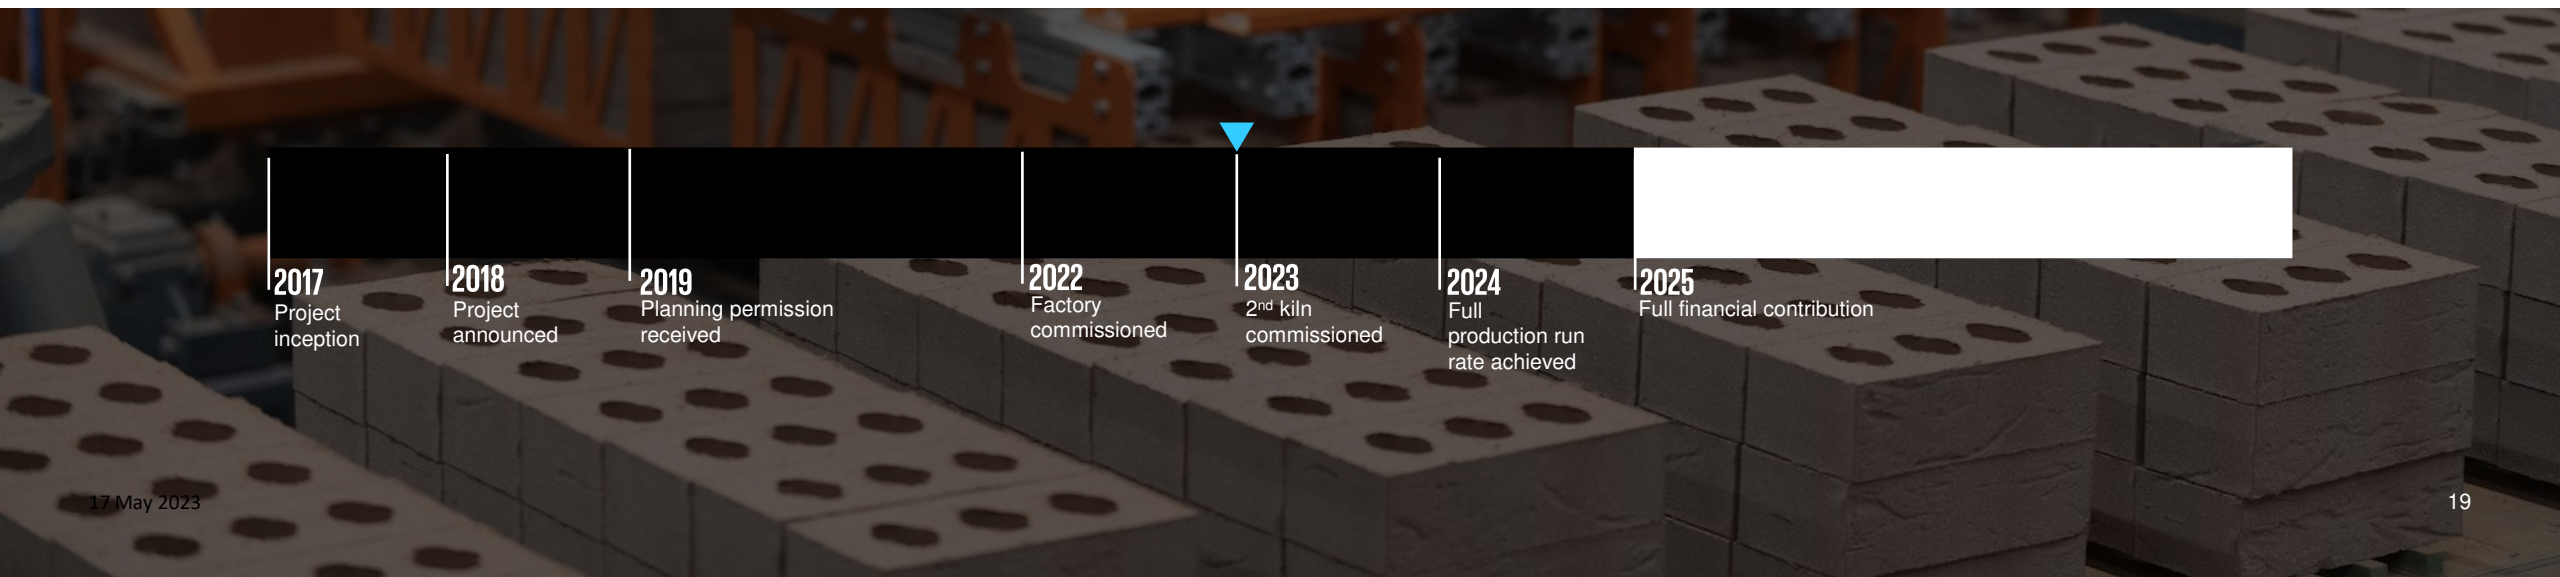 2017
Project
inception
2018
Project
announced
2019
Planning permission
received
2022
Factory
commissioned
2023
2nd kiln
commissioned
2024
Full
production run
rate achieved
2025
Full financial contribution
17 May 2023
19